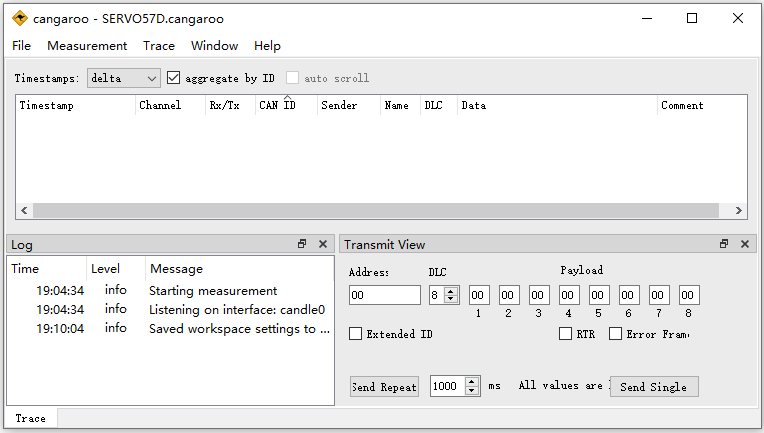 cangaroo - SERVO57D.cangaroo
File Measurement Trace Window Help
Timestamps: delta aggregate by ID auto scroll
Timestamp Channel Rx/Tx CAN ID Sender Name DLC Data Comment
Log
Time Level Message
19:04:34 info Starting measurement
19:04:34 info Listening on interface: candle0
19:10:04 info Saved workspace settings to ...
Transmit View
Address DLC Payload
00 8 00 00 00 00 00 00 00 00
1 2 3 4 5 6 7 8
Extended ID RTR Error Fram
Send Repeat 1000 ms All values are Send Single
Trace